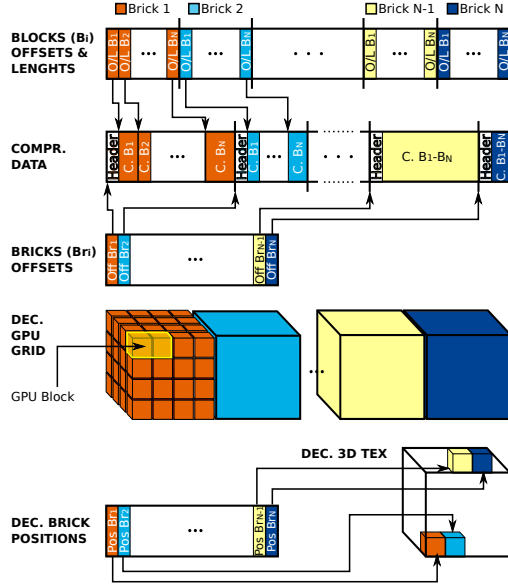 Brick 1 Brick 2 Brick N-1 Brick N
BLOCKS (Bi)
OFFSETS &
LENGHTS
O/L B1
O/L B2
...
O/L BN
O/L B1
...
O/L BN
. . .
O/L B1
...
O/L BN
O/L B1
...
O/L BN
COMPR.
DATA
Header
C. B1
C. B2
...
C. BN
Header
C. B1
...
C. BN
. . .
Header
C. B1-BN
Header
C. B1-BN
BRICKS (Bri)
OFFSETS
Off Br1
Off Br2
...
Off BrN-1
Off BrN
DEC.
GPU
GRID
GPU Block
...
DEC. 3D TEX
DEC. BRICK
POSITIONS
Pos Br1
Pos Br2
...
Pos BrN-1
Pos BrN